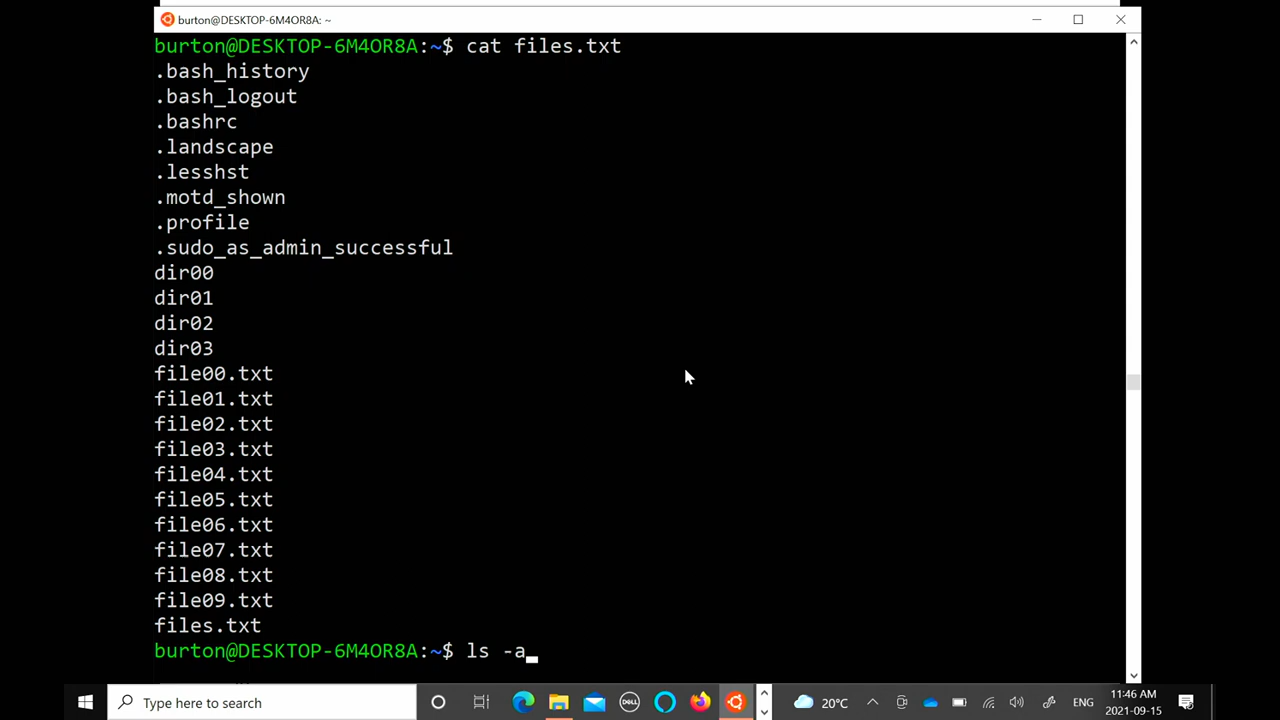 burton@DESKTOP-6M4OR8A: ~
burton@DESKTOP-6M4OR8A:~$ cat files.txt
.bash_history
.bash_logout
.bashrc
.landscape
.lesshst
.motd_shown
.profile
.sudo_as_admin_successful
dir00
dir01
dir02
dir03
file00.txt
file01.txt
file02.txt
file03.txt
file04.txt
file05.txt
file06.txt
file07.txt
file08.txt
file09.txt
files.txt
burton@DESKTOP-6M4OR8A:~$ ls -a_
Type here to search
DELL
20°C
ENG
11:46 AM
2021-09-15